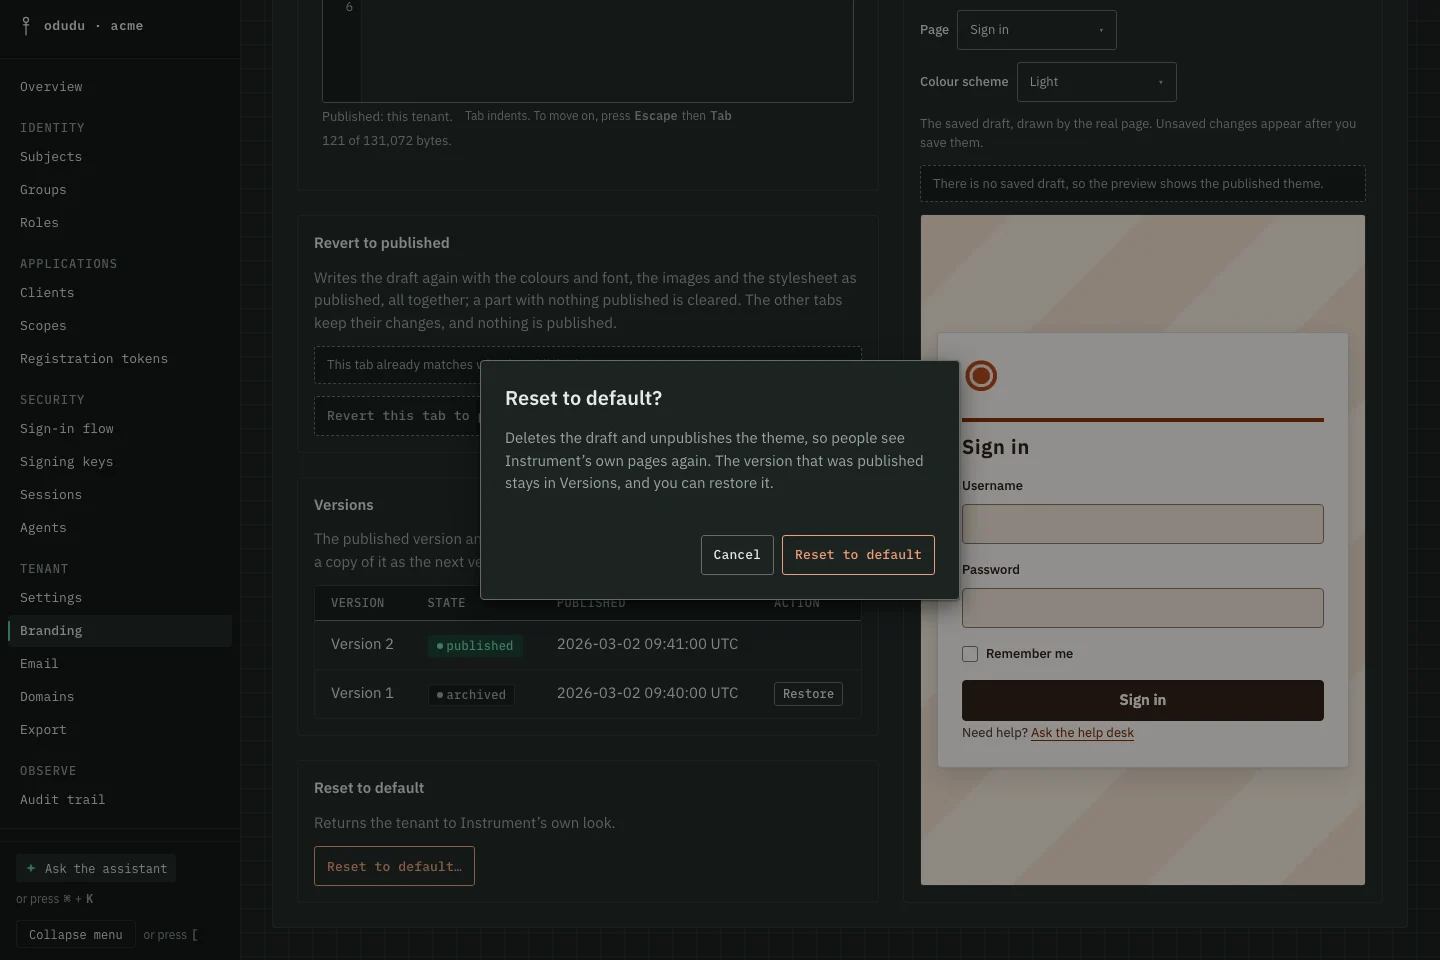 odudu · acme
Overview
IDENTITY
Subjects
Groups
Roles
APPLICATIONS
Clients
Scopes
Registration tokens
SECURITY
Sign-in flow
Signing keys
Sessions
Agents
TENANT
Settings
Branding
Email
Domains
Export
OBSERVE
Audit trail
Ask the assistant
or press ⌘ + K
Collapse menu or press [
6
Published: this tenant. Tab indents. To move on, press Escape then Tab
121 of 131,072 bytes.
Revert to published
Writes the draft again with the colours and font, the images and the stylesheet as
published, all together; a part with nothing published is cleared. The other tabs
keep their changes, and nothing is published.
This tab already matches
Revert this tab to
Versions
The published version
a copy of it as the next
VERSION STATE PUBLISHED ACTION
Version 2 published 2026-03-02 09:41:00 UTC
Version 1 archived 2026-03-02 09:40:00 UTC Restore
Reset to default
Returns the tenant to Instrument’s own look.
Reset to default…
Reset to default?
Deletes the draft and unpublishes the theme, so people see
Instrument’s own pages again. The version that was published
stays in Versions, and you can restore it.
Cancel Reset to default
Page Sign in
Colour scheme Light
The saved draft, drawn by the real page. Unsaved changes appear after you
save them.
There is no saved draft, so the preview shows the published theme.
Sign in
Username
Password
Remember me
Sign in
Need help? Ask the help desk